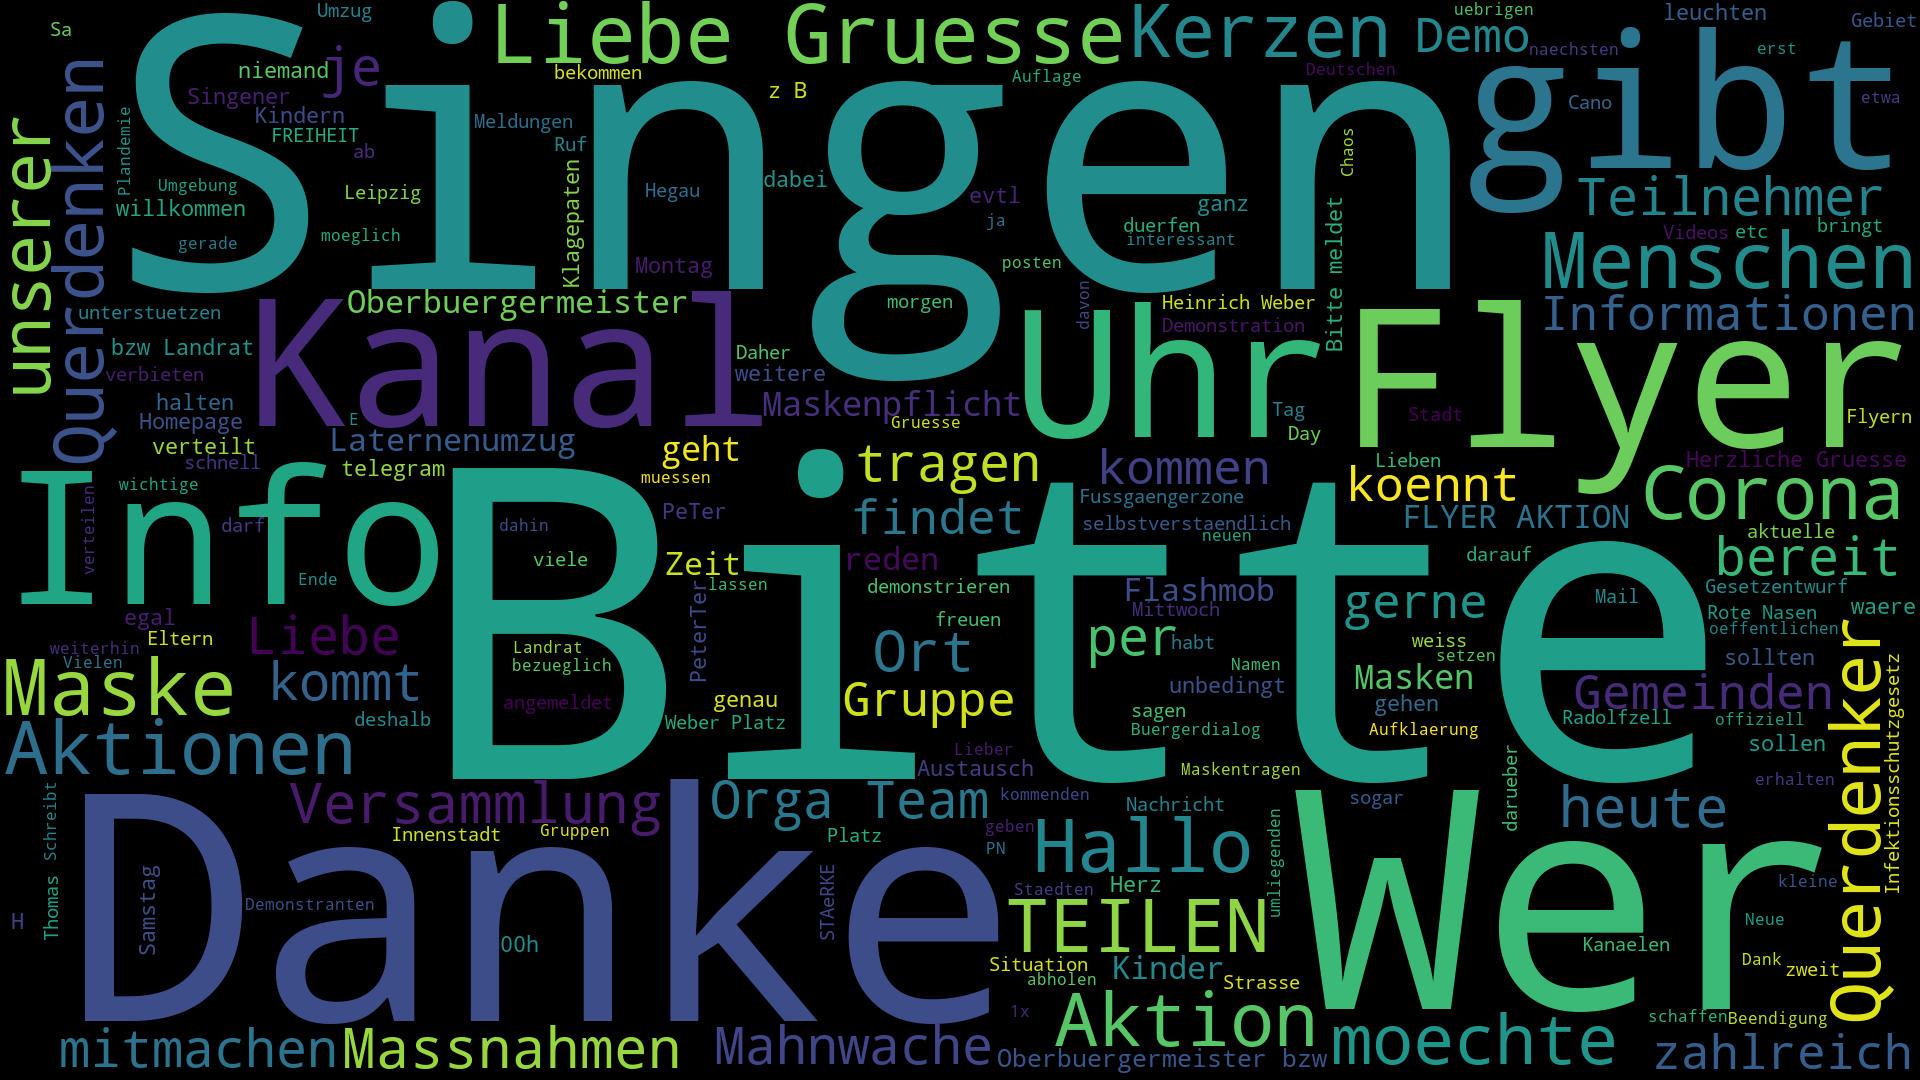 Sa
Umzug
Liebe Gruesse
Kerzen
Demo
uebrigen
leuchten
Gebiet
naechsten
erst
Singen
gibt
niemand
je
bekommen
z B
Auflage
Deutschen
Cano
etwa
Singener
Kindern
Meldungen
FREIHEIT
Ruf
ab
Plandemie
Chaos
unserer
Querdenken
Umgebung
Leipzig
Klagepaten
Hegau
dabei
evtl
ganz
Teilnehmer
willkommen
ja
duerfen
Videos
etc
bringt
gerade
moeglich
interessant
Bitte meldet
Menschen
Montag
posten
unterstuetzen
Kanal
Oberbuergermeister
morgen
davon
Heinrich Weber
Informationen
Uhr
Demonstration
Flyer
bzw Landrat
Daher
verbieten
weitere
halten
Maskenpflicht
Tag
Stadt
Flyern
Homepage
E
Gruesse
Day
verteilt
Laternenumzug
geht
tragen
kommen
Lieben
Herzliche Gruesse
schnell
telegram
muessen
koennt
Corona
Info
Bitte
wichtige
verteilen
darf
dahin
PeTer
findet
Fussgaengerzone
selbstverstaendlich
neuen
FLYER AKTION
aktuelle
viele
Zeit
reden
darauf
bereit
Ende
lassen
demonstrieren
Flashmob
gerne
Mail
Gesetzentwurf
egal
PeterTer
freuen
Mittwoch
Rote Nasen
waere
Eltern
Liebe
Landrat
Ort
per
habt
weiss
oeffentlichen
weiterhin
Vielen
bezueglich
Namen
setzen
sollten
Maske
kommt
angemeldet
genau
Gruppe
unbedingt
Masken
Gemeinden
Querdenker
Infektionsschutzgesetz
deshalb
Weber Platz
sagen
gehen
Radolfzell
offiziell
Aktionen
Buergerdialog
Aufklaerung
sollen
Lieber
Austausch
Maskentragen
darueber
erhalten
Danke
Versammlung
Orga Team
kommenden
Nachricht
sogar
Wer
heute
Thomas Schreibt
Innenstadt
Gruppen
Platz
geben
PN
Hallo
umliegenden
Samstag
STAeRKE
Staedten
Herz
kleine
H
Demonstranten
TEILEN
Neue
00h
Kanaelen
Situation
Kinder
Dank
zweit
abholen
Strasse
1x
Aktion
schaffen
Beendigung
mitmachen
Massnahmen
Mahnwache
Oberbuergermeister bzw
moechte
zahlreich